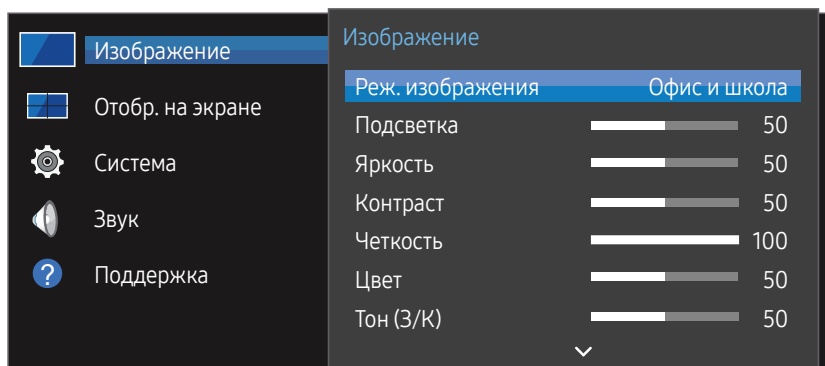 Изображение
Отобр. на экране
Система
Звук
Поддержка
Изображение
Реж. изображения Офис и школа
Подсветка 50
Яркость 50
Контраст 50
Четкость 100
Цвет 50
Тон (З/К) 50